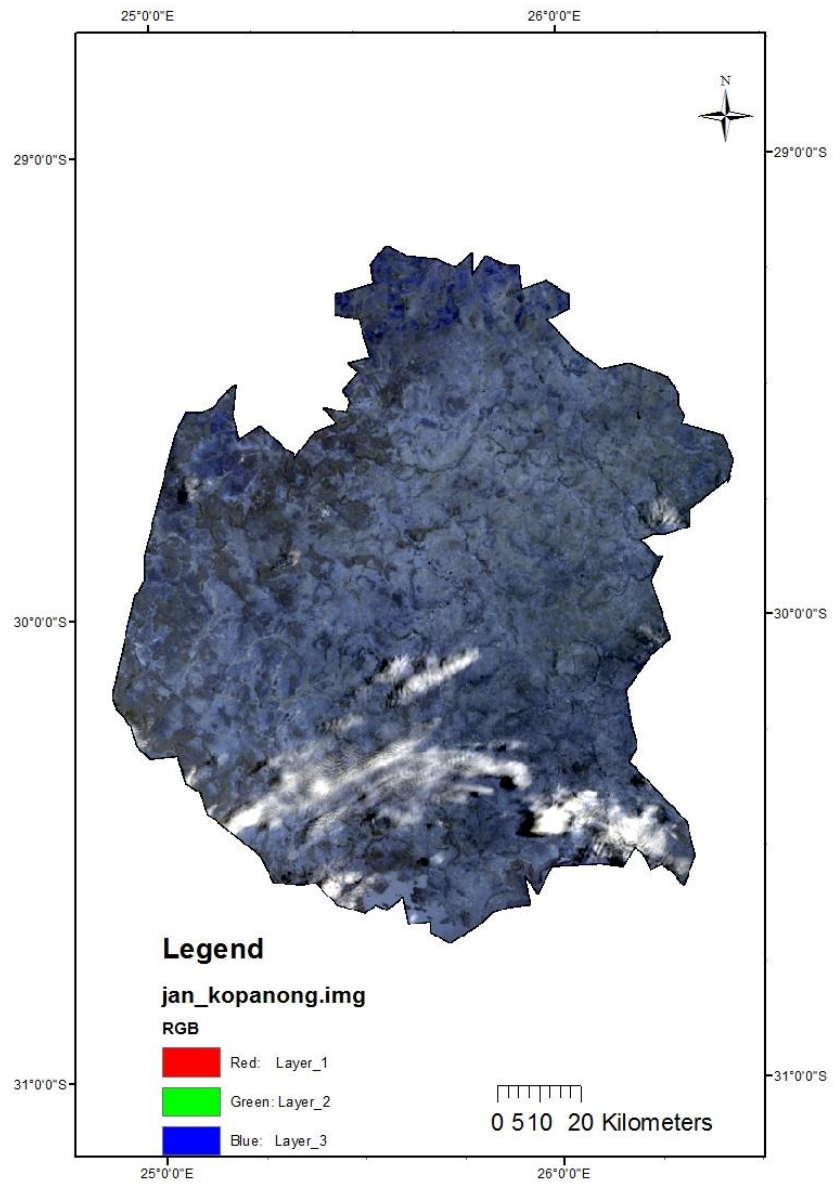 25°0'0"E 26°0'0"E
N
29°0'0"S 29°0'0"S
30°0'0"S 30°0'0"S
Legend
jan_kopanong.img
RGB
Red: Layer_1
31°0'0"S 31°0'0"S
Green: Layer_2
0 510 20 Kilometers
Blue: Layer_3
25°0'0"E 26°0'0"E